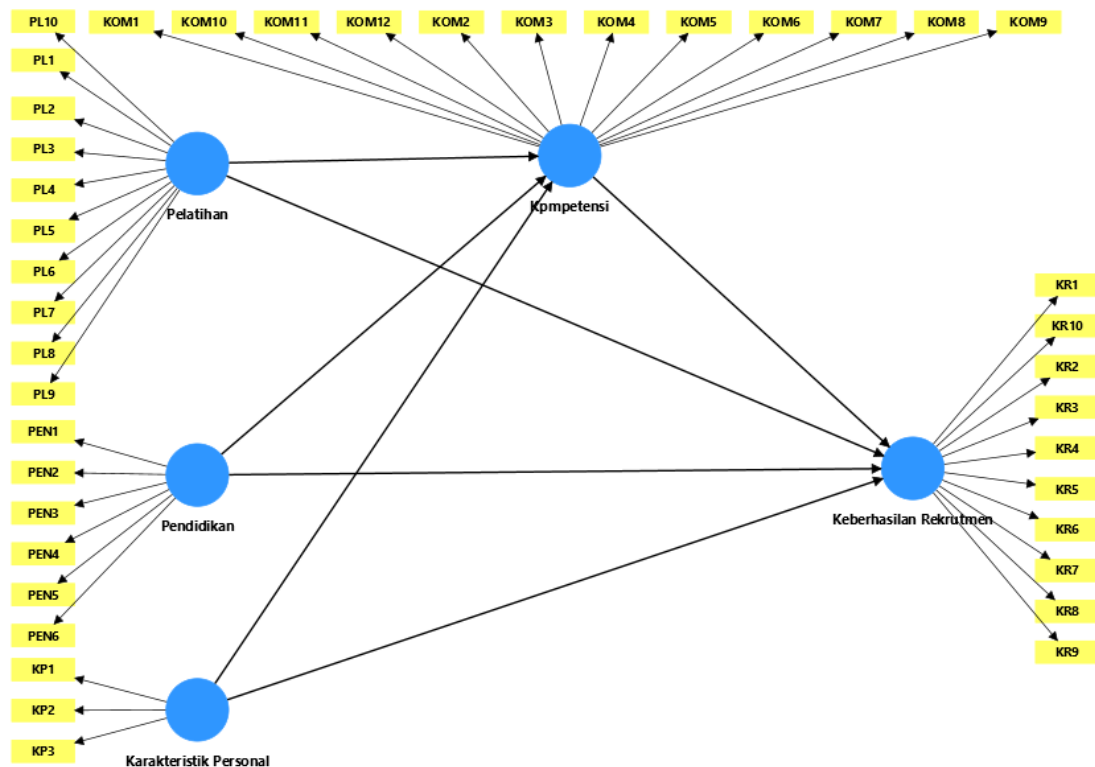 PL10
KOM1
KOM10
KOM11
KOM12
KOM2
KOM3
KOM4
KOM5
KOM6
KOM7
KOM8
KOM9
PL1
PL2
PL3
PL4
PL5
PL6
PL7
PL8
PL9
Pelatihan
Kpmpetensi
PEN1
PEN2
PEN3
PEN4
PEN5
PEN6
Pendidikan
KR1
KR10
KR2
KR3
KR4
KR5
KR6
KR7
KR8
KR9
Keberhasilan Rekrutmen
KP1
KP2
KP3
Karakteristik Personal